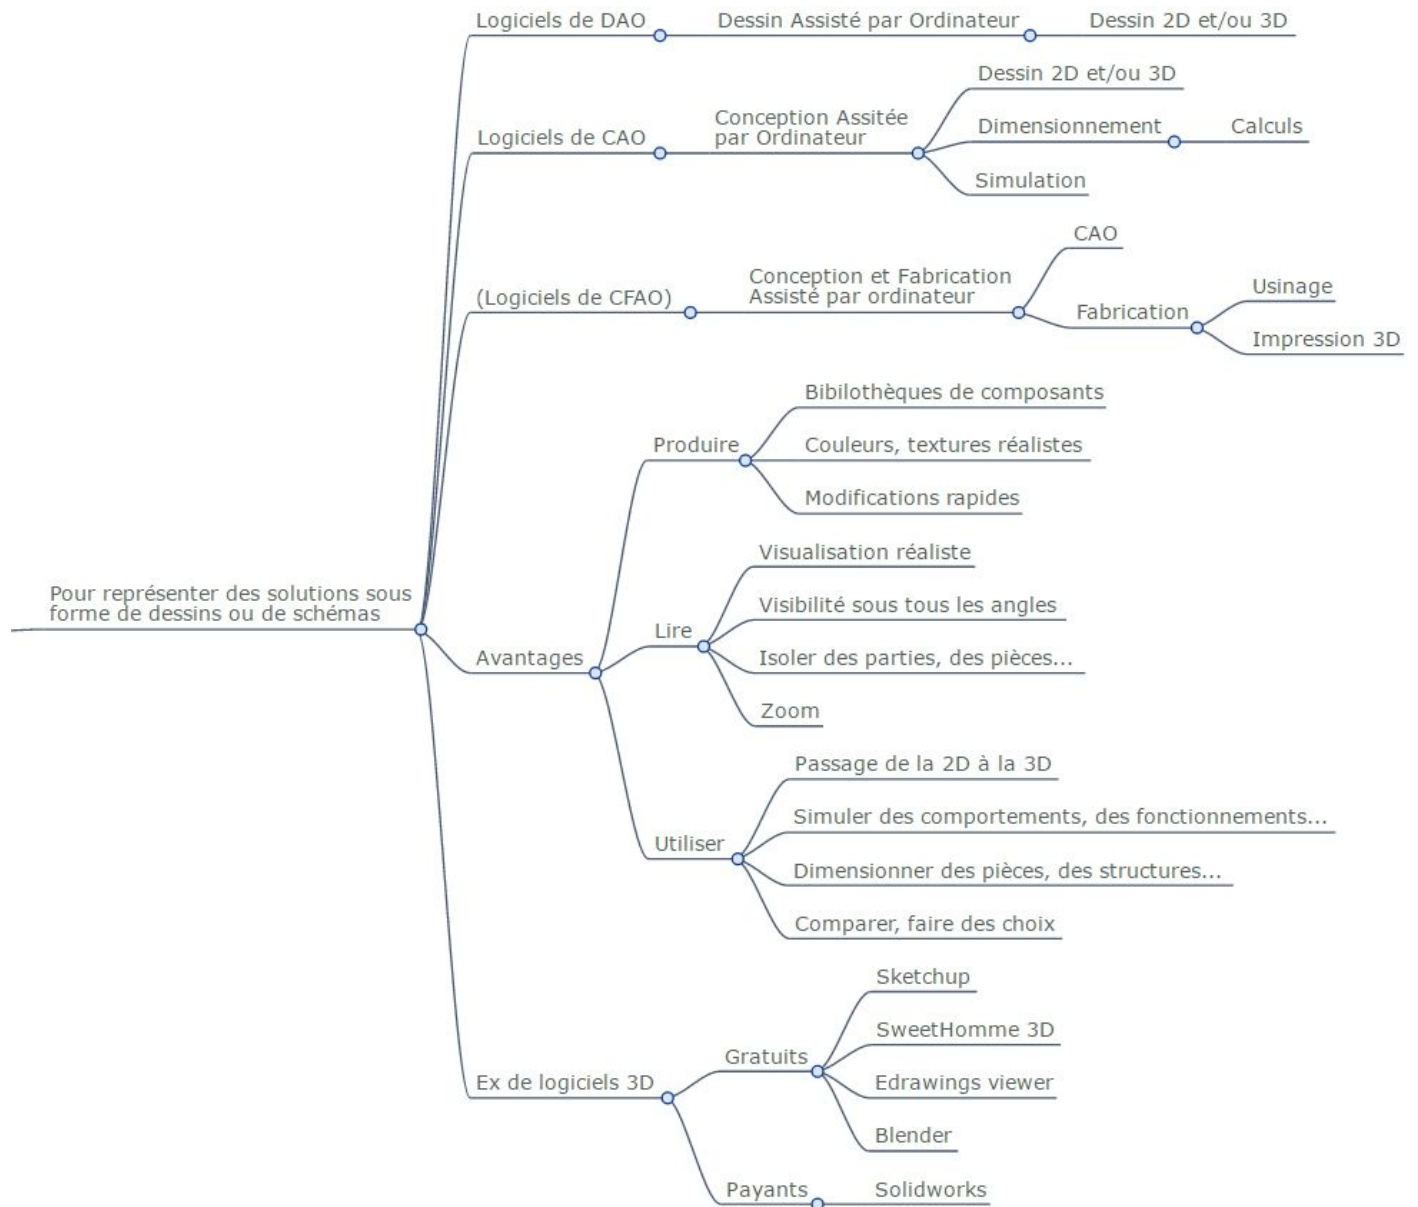 Logiciels de DAO
Dessin Assisté par Ordinateur
Dessin 2D et/ou 3D
Logiciels de CAO
Conception Assitée
par Ordinateur
Dessin 2D et/ou 3D
Dimensionnement
Calculs
Simulation
(Logiciels de CFAO)
Conception et Fabrication
Assisté par ordinateur
CAO
Fabrication
Usinage
Impression 3D
Pour représenter des solutions sous
forme de dessins ou de schémas
Avantages
Produire
Bibilothèques de composants
Couleurs, textures réalistes
Modifications rapides
Lire
Visualisation réaliste
Visibilité sous tous les angles
Isoler des parties, des pièces...
Zoom
Utiliser
Passage de la 2D à la 3D
Simuler des comportements, des fonctionnements...
Dimensionner des pièces, des structures...
Comparer, faire des choix
Ex de logiciels 3D
Gratuits
Sketchup
SweetHomme 3D
Edrawings viewer
Blender
Payants
Solidworks